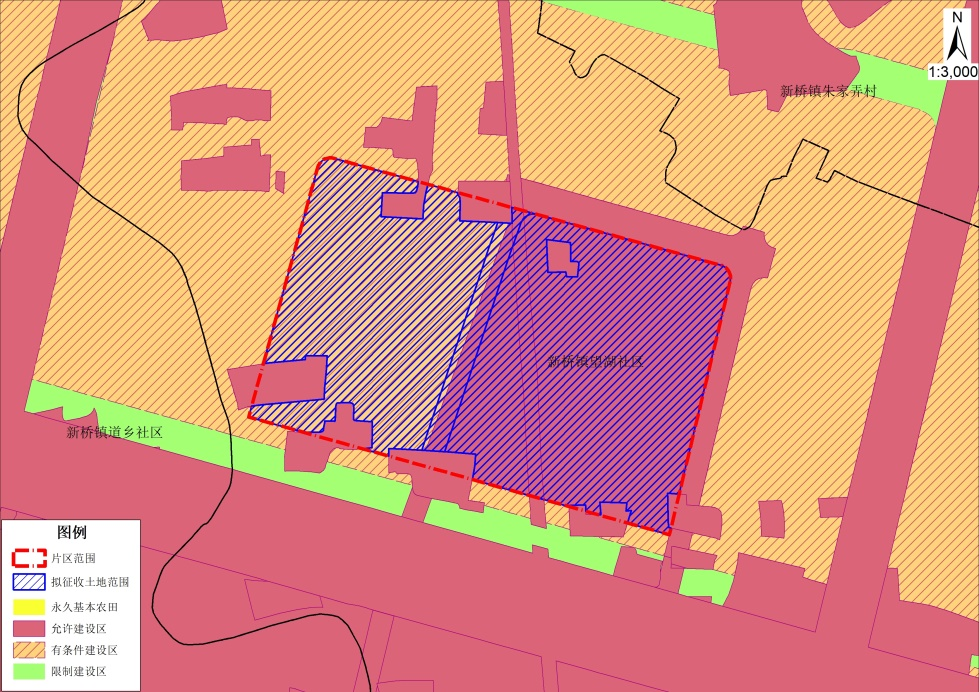 N
1:3,000
新桥镇朱家弄村
新桥镇望湖社区
新桥镇道乡社区
图例
片区范围
拟征收土地范围
永久基本农田
允许建设区
有条件建设区
限制建设区